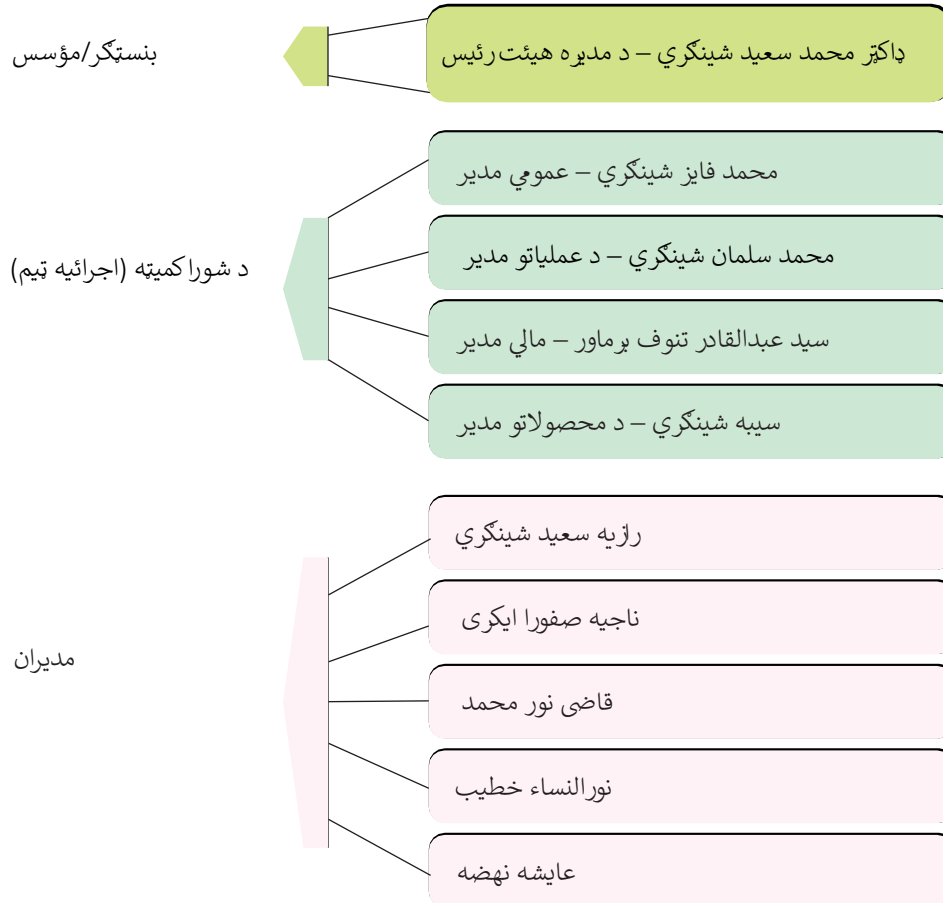 بنسټګر/مؤسس
ډاکټر محمد سعید شینګري – د مدیره هیئت رئیس
د شورا کمیټه (اجرائیه ټیم)
محمد فایز شینګري – عمومي مدیر
محمد سلمان شینګري – د عملیاتو مدیر
سید عبدالقادر تنوف برماور – مالي مدیر
سیبه شینګري – د محصولاتو مدیر
مدیران
رازیه سعید شینګري
ناجیه صفورا ایکری
قاضی نور محمد
نورالنساء خطیب
عایشه نهضه